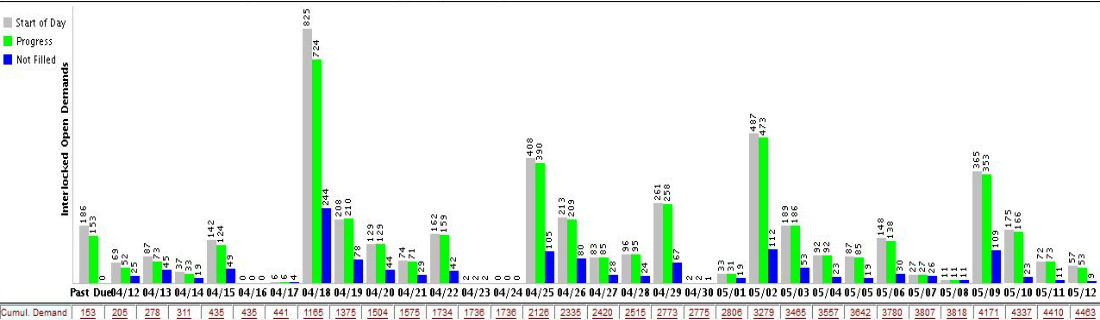 Start of Day
Progress
Not Filled
Interlocked Open Demands
186 153 0
69 52 25
87 73 45
37 33 19
142 124 49
0 0 0
6 6 4
825 724 244
208 210 78
129 129 44
74 71 29
162 159 42
2 2 2
0 0 0
408 390 105
213 209 80
83 85 28
96 95 24
261 258 67
2 2 1
33 31 19
487 473 112
189 186 53
92 92 23
87 85 19
148 138 30
27 27 26
11 11 11
365 353 109
175 166 23
72 73 11
57 53 9
Past Due 04/12 04/13 04/14 04/15 04/16 04/17 04/18 04/19 04/20 04/21 04/22 04/23 04/24 04/25 04/26 04/27 04/28 04/29 04/30 05/01 05/02 05/03 05/04 05/05 05/06 05/07 05/08 05/09 05/10 05/11 05/12
Cumul. Demand 153 205 278 311 435 435 441 1165 1375 1504 1575 1734 1736 1736 2126 2335 2420 2515 2773 2775 2806 3279 3465 3557 3642 3780 3807 3818 4171 4337 4410 4463